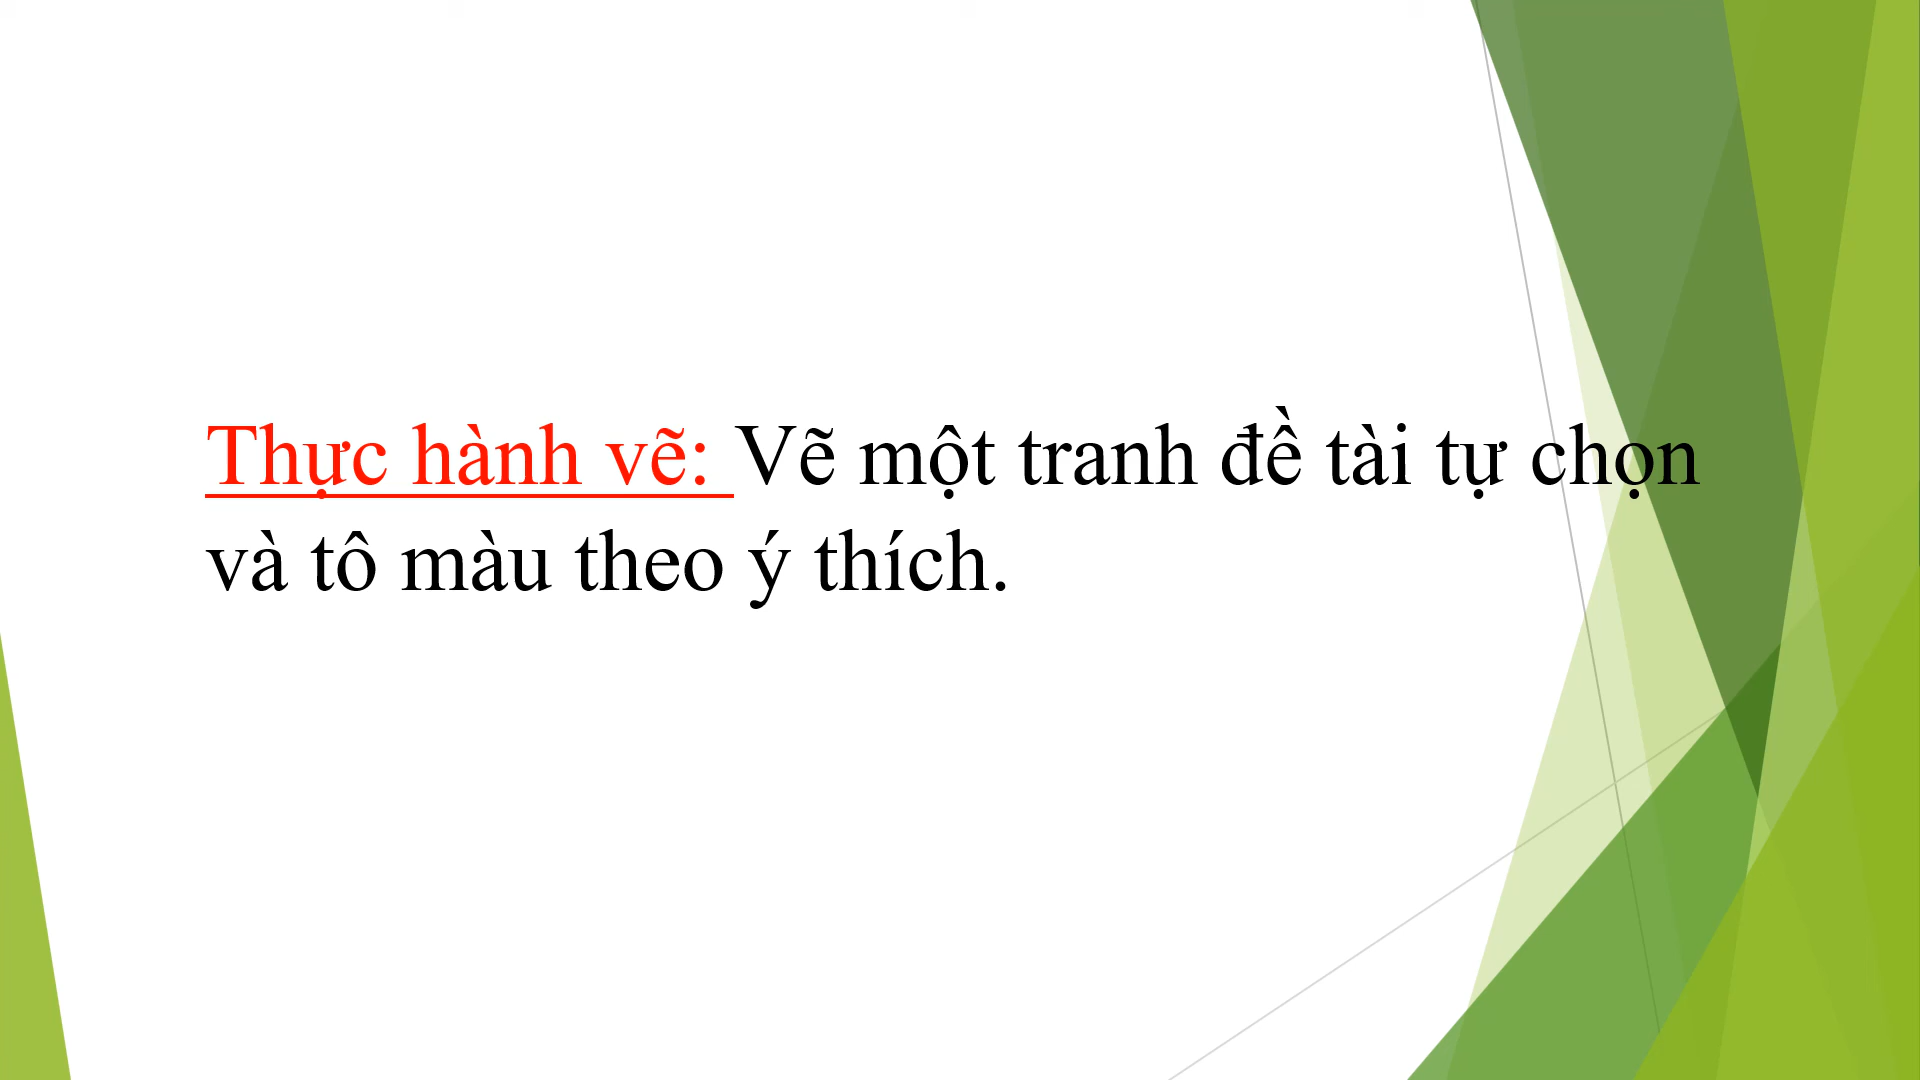 Thực hành vẽ: Vẽ một tranh đề tài tự chọn
và tô màu theo ý thích.